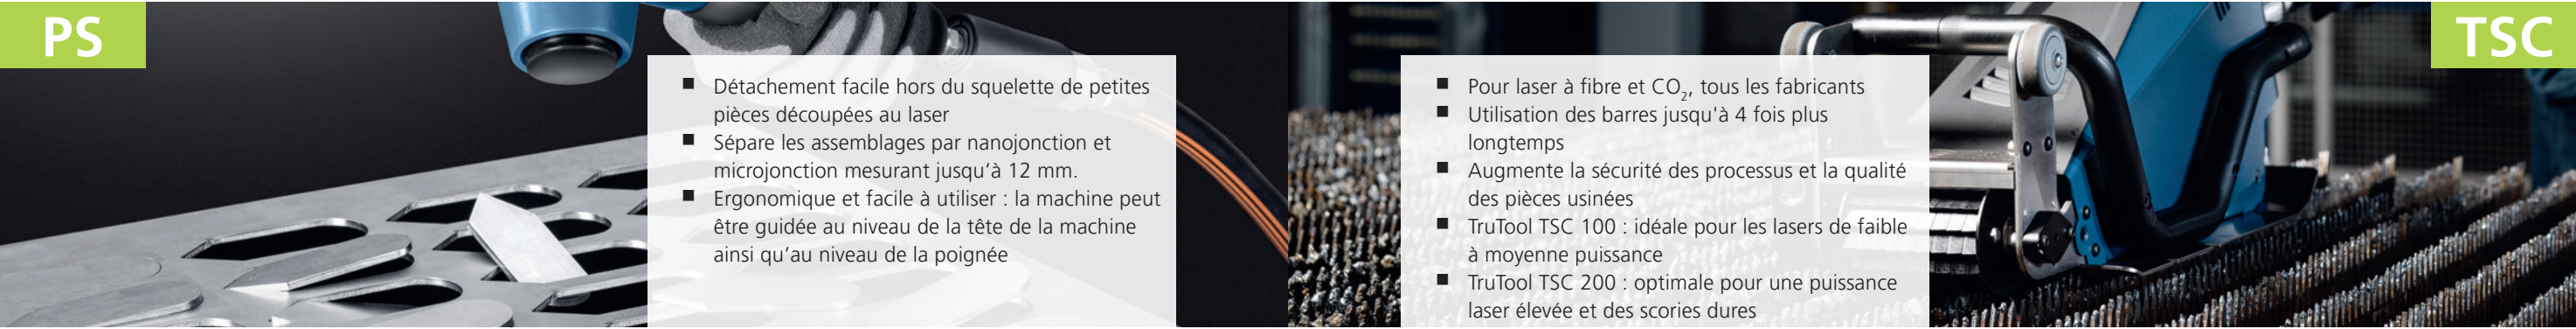 PS
■ Détachement facile hors du squelette de petites
pièces découpées au laser
■ Sépare les assemblages par nanojonction et
microjonction mesurant jusqu‘à 12 mm.
■ Ergonomique et facile à utiliser : la machine peut
être guidée au niveau de la tête de la machine
ainsi qu‘au niveau de la poignée
TSC
■ Pour laser à fibre et CO₂, tous les fabricants
■ Utilisation des barres jusqu'à 4 fois plus
longtemps
■ Augmente la sécurité des processus et la qualité
des pièces usinées
■ TruTool TSC 100 : idéale pour les lasers de faible
à moyenne puissance
■ TruTool TSC 200 : optimale pour une puissance
laser élevée et des scories dures